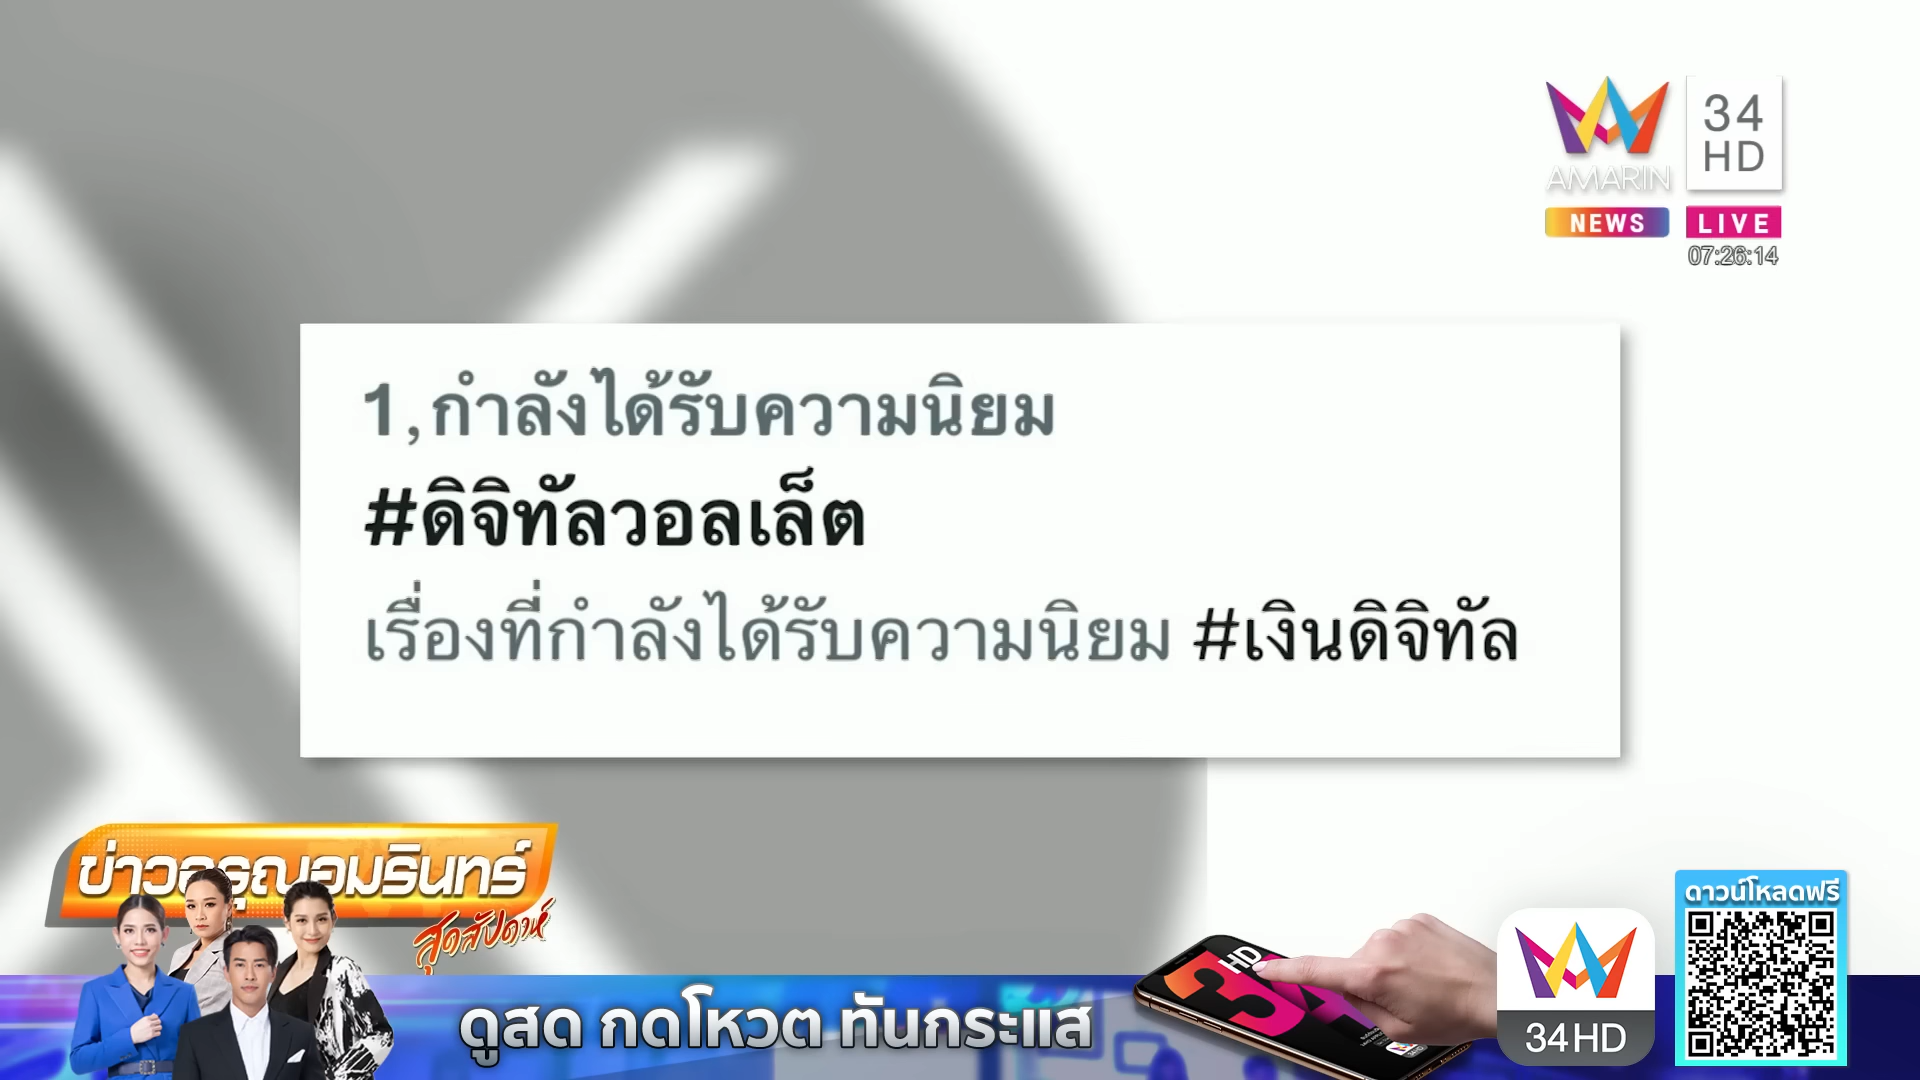 AMARIN
34
HD
NEWS
LIVE
07:26:14
1,กำลังได้รับความนิยม
#ดิจิทัลวอลเล็ต
เรื่องที่กำลังได้รับความนิยม #เงินดิจิทัล
ข่าวอรุณอมรินทร์
สุดสัปดาห์
ดูสด กดโหวต ทันกระแส
34
HD
34HD
ดาวน์โหลดฟรี